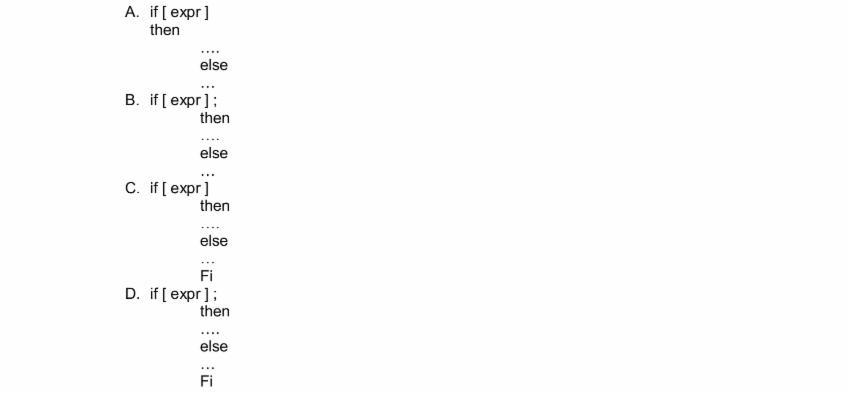 A. if [ expr ]
then
....
else
...
B. if [ expr ] ;
then
....
else
...
C. if [ expr ]
then
....
else
...
Fi
D. if [ expr ] ;
then
....
else
...
Fi